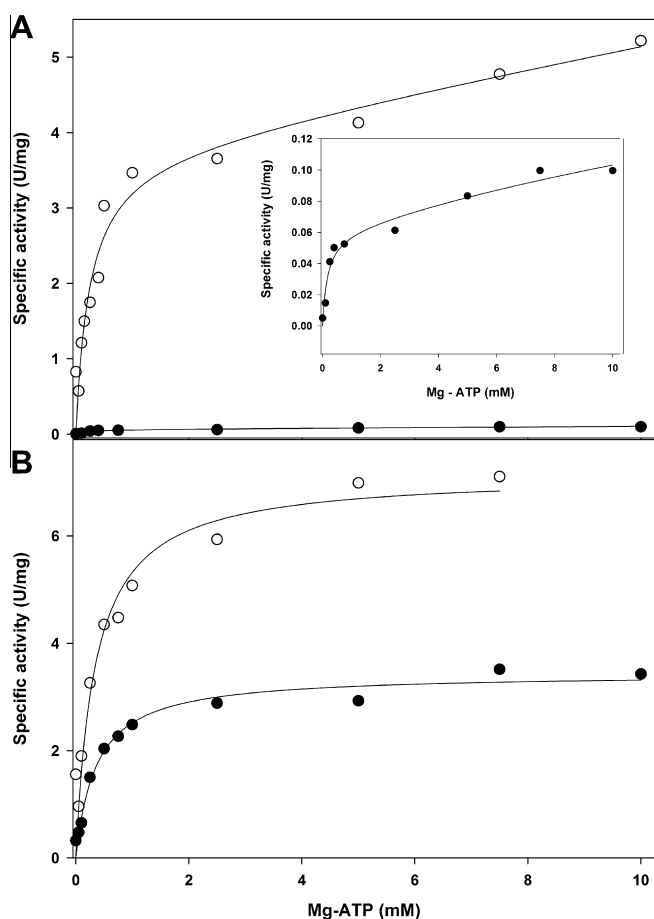 A
Specific activity (U/mg)
5
4
3
2
1
0
Specific activity (U/mg)
0.12
0.10
0.08
0.06
0.04
0.02
0.00
0 2 4 6 8 10
Mg - ATP (mM)
B
Specific activity (U/mg)
6
4
2
0
0 2 4 6 8 10
Mg-ATP (mM)